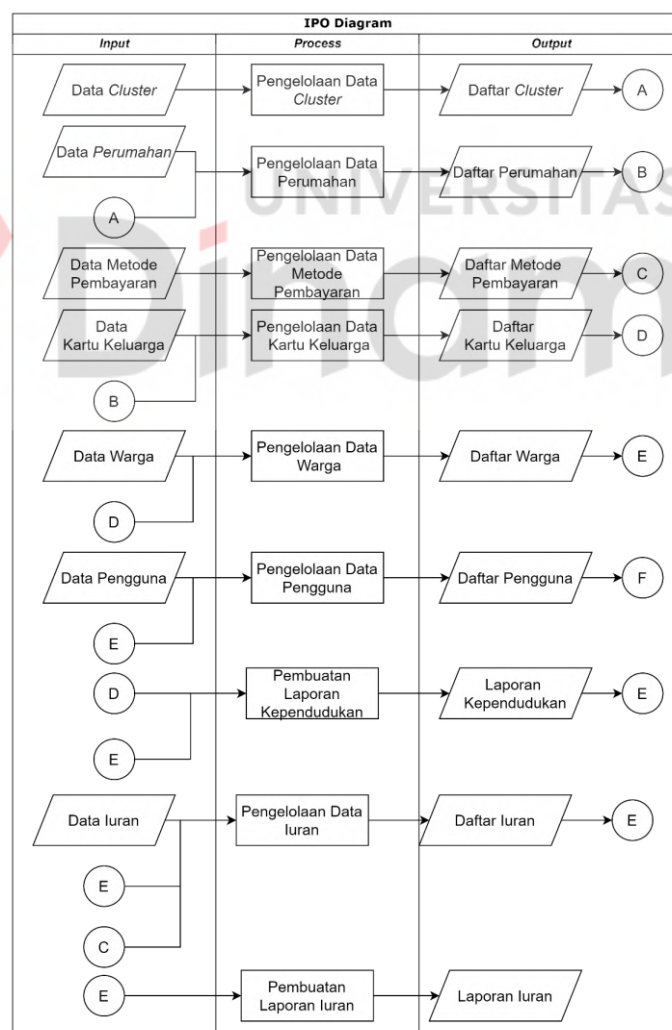 IPO Diagram
Input
Process
Output
Data Cluster
Pengelolaan Data
Cluster
Daftar Cluster
A
Data Perumahan
Pengelolaan Data
Perumahan
Daftar Perumahan
B
A
UNIVERSITAS
Dinam
Data Metode
Pembayaran
Pengelolaan Data
Metode
Pembayaran
Daftar Metode
Pembayaran
C
Data
Kartu Keluarga
Pengelolaan Data
Kartu Keluarga
Daftar
Kartu Keluarga
D
B
Data Warga
Pengelolaan Data
Warga
Daftar Warga
E
D
Data Pengguna
Pengelolaan Data
Pengguna
Daftar Pengguna
F
E
D
Pembuatan
Laporan
Kependudukan
Laporan
Kependudukan
E
E
Data Iuran
Pengelolaan Data
Iuran
Daftar Iuran
E
E
C
E
Pembuatan
Laporan Iuran
Laporan Iuran